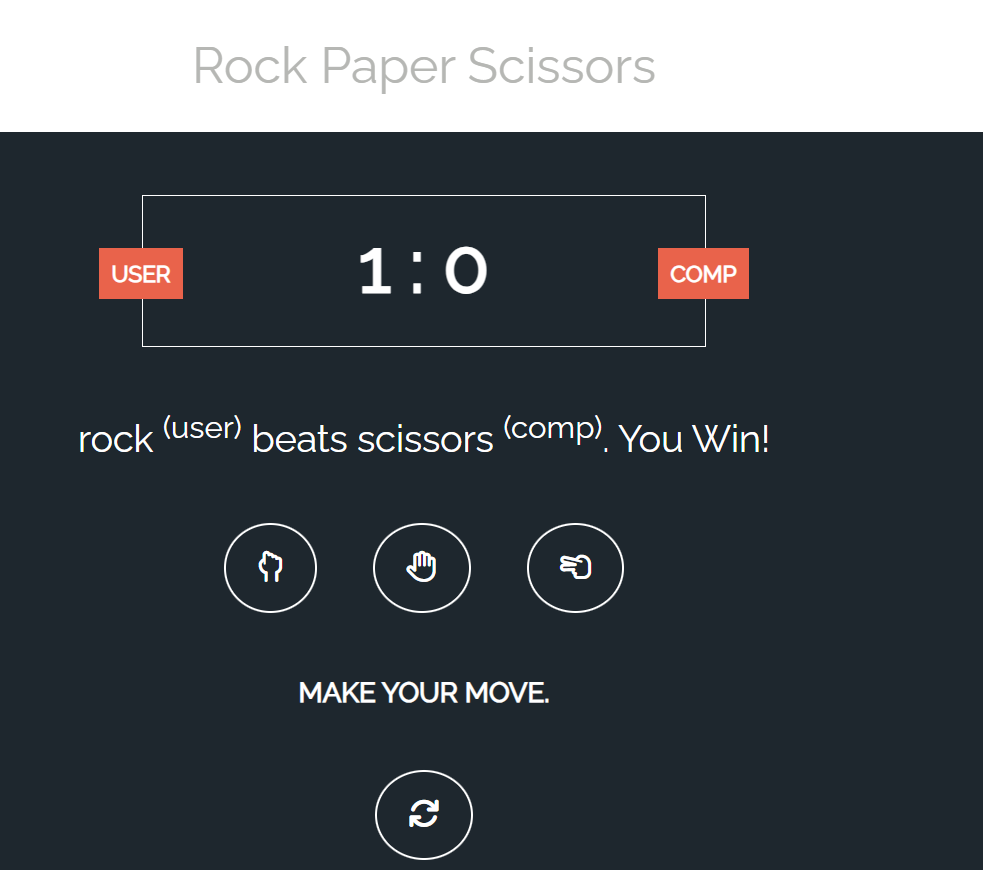 Rock Paper Scissors
USER 1 : 0 COMP
rock (user) beats scissors (comp). You Win!
MAKE YOUR MOVE.